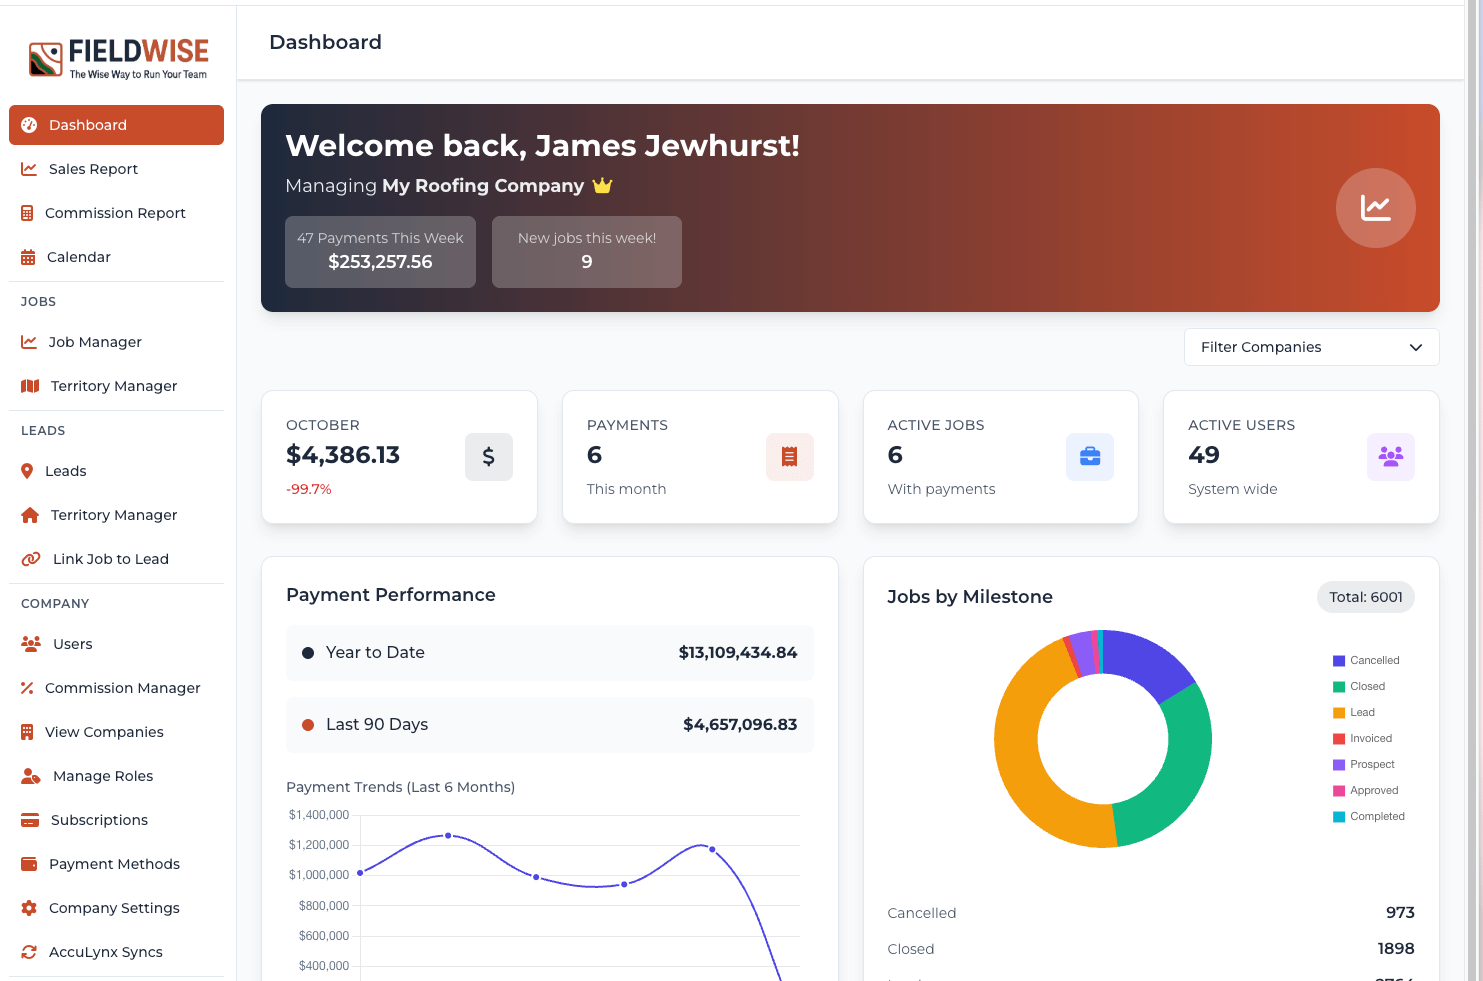 FIELDWISE
The Wise Way to Run Your Team
Dashboard
Sales Report
Commission Report
Calendar
JOBS
Job Manager
Territory Manager
LEADS
Leads
Territory Manager
Link Job to Lead
COMPANY
Users
Commission Manager
View Companies
Manage Roles
Subscriptions
Payment Methods
Company Settings
AccuLynx Syncs
Dashboard
Welcome back, James Jewhurst!
Managing My Roofing Company
47 Payments This Week
$253,257.56
New jobs this week!
9
Filter Companies
OCTOBER
$4,386.13
-99.7%
$
PAYMENTS
6
This month
ACTIVE JOBS
6
With payments
ACTIVE USERS
49
System wide
Payment Performance
Year to Date $13,109,434.84
Last 90 Days $4,657,096.83
Payment Trends (Last 6 Months)
$1,400,000
$1,200,000
$1,000,000
$800,000
$600,000
$400,000
Jobs by Milestone
Total: 6001
Cancelled
Closed
Lead
Invoiced
Prospect
Approved
Completed
Cancelled 973
Closed 1898